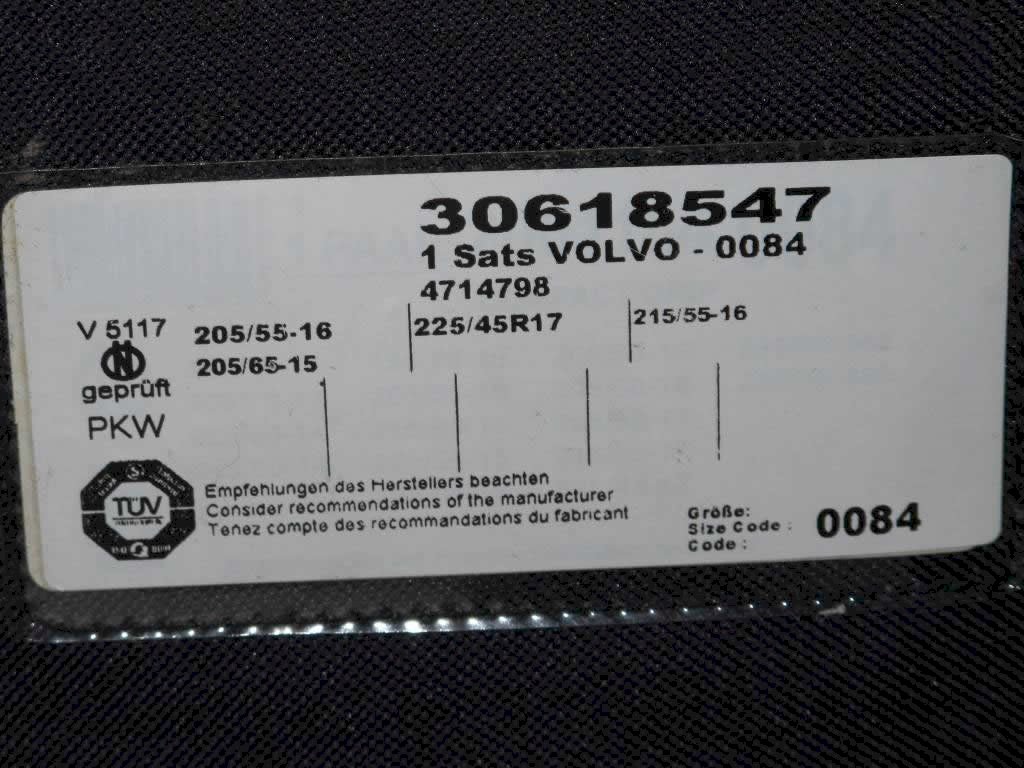 30618547
1 Sats VOLVO - 0084
4714798
V 5117
geprüft
PKW
205/55-16
205/65-15
225/45R17
215/55-16
TÜV
Empfehlungen des Herstellers beachten
Consider recommendations of the manufacturer
Tenez compte des recommandations du fabricant
Größe:
Size Code :
Code :
0084